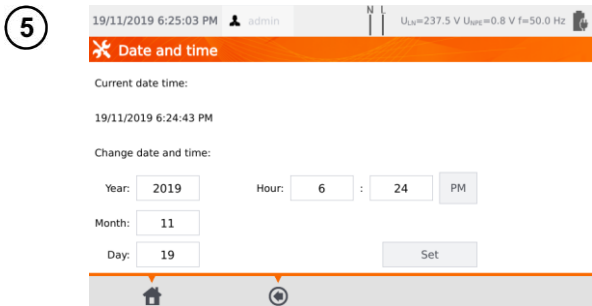 5
19/11/2019 6:25:03 PM admin N L ULN=237.5 V UNPE=0.8 V f=50.0 Hz
Date and time
Current date time:
19/11/2019 6:24:43 PM
Change date and time:
Year: 2019 Hour: 6 : 24 PM
Month: 11
Day: 19 Set